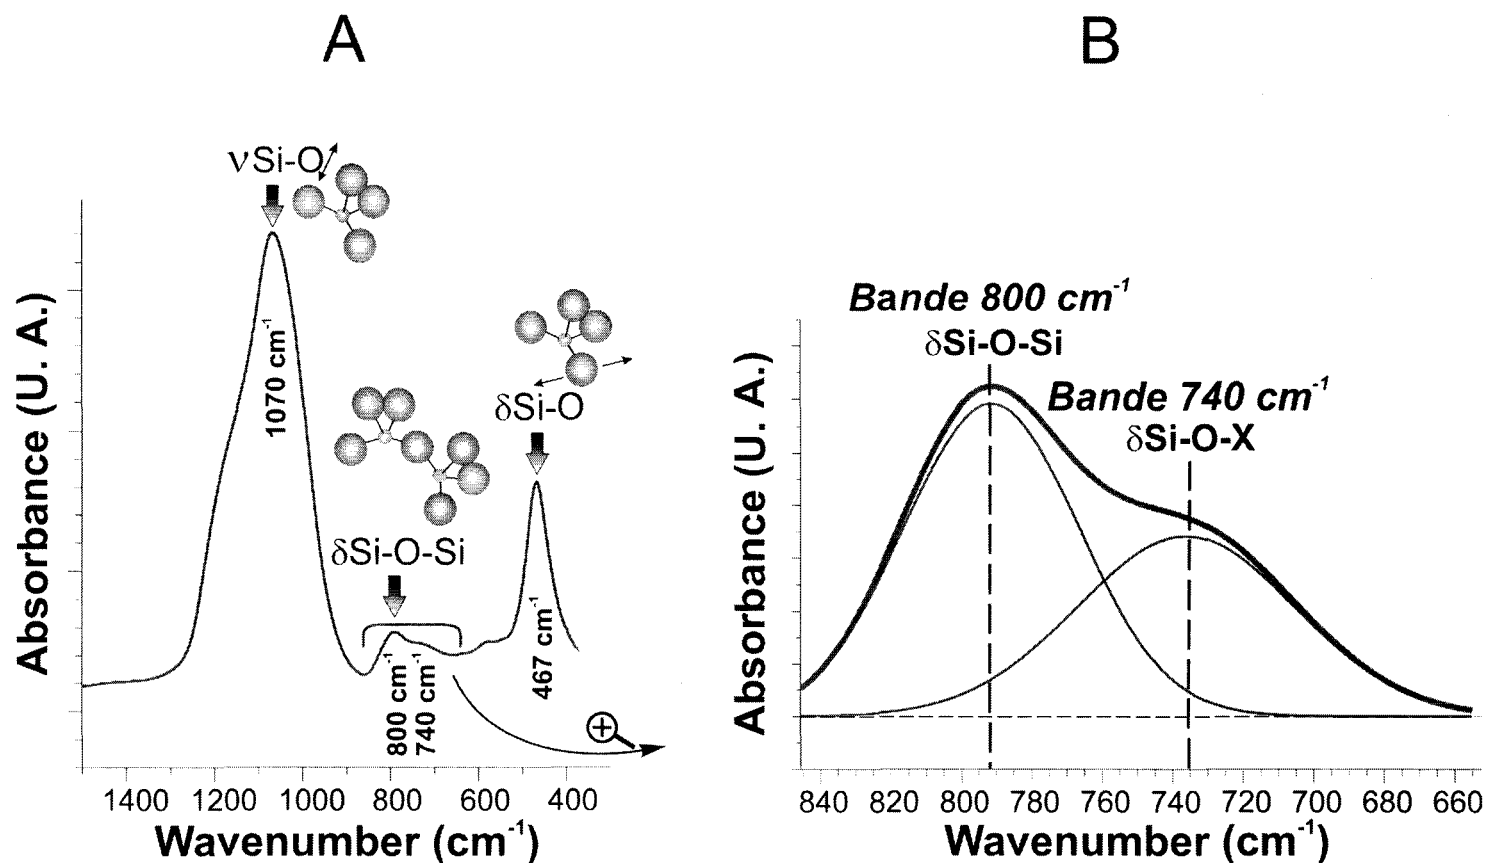 A
B
νSi-O
1070 cm⁻¹
δSi-O
467 cm⁻¹
δSi-O-Si
800 cm⁻¹
740 cm⁻¹
Absorbance (U. A.)
1400 1200 1000 800 600 400
Wavenumber (cm⁻¹)
Bande 800 cm⁻¹
δSi-O-Si
Bande 740 cm⁻¹
δSi-O-X
Absorbance (U. A.)
840 820 800 780 760 740 720 700 680 660
Wavenumber (cm⁻¹)